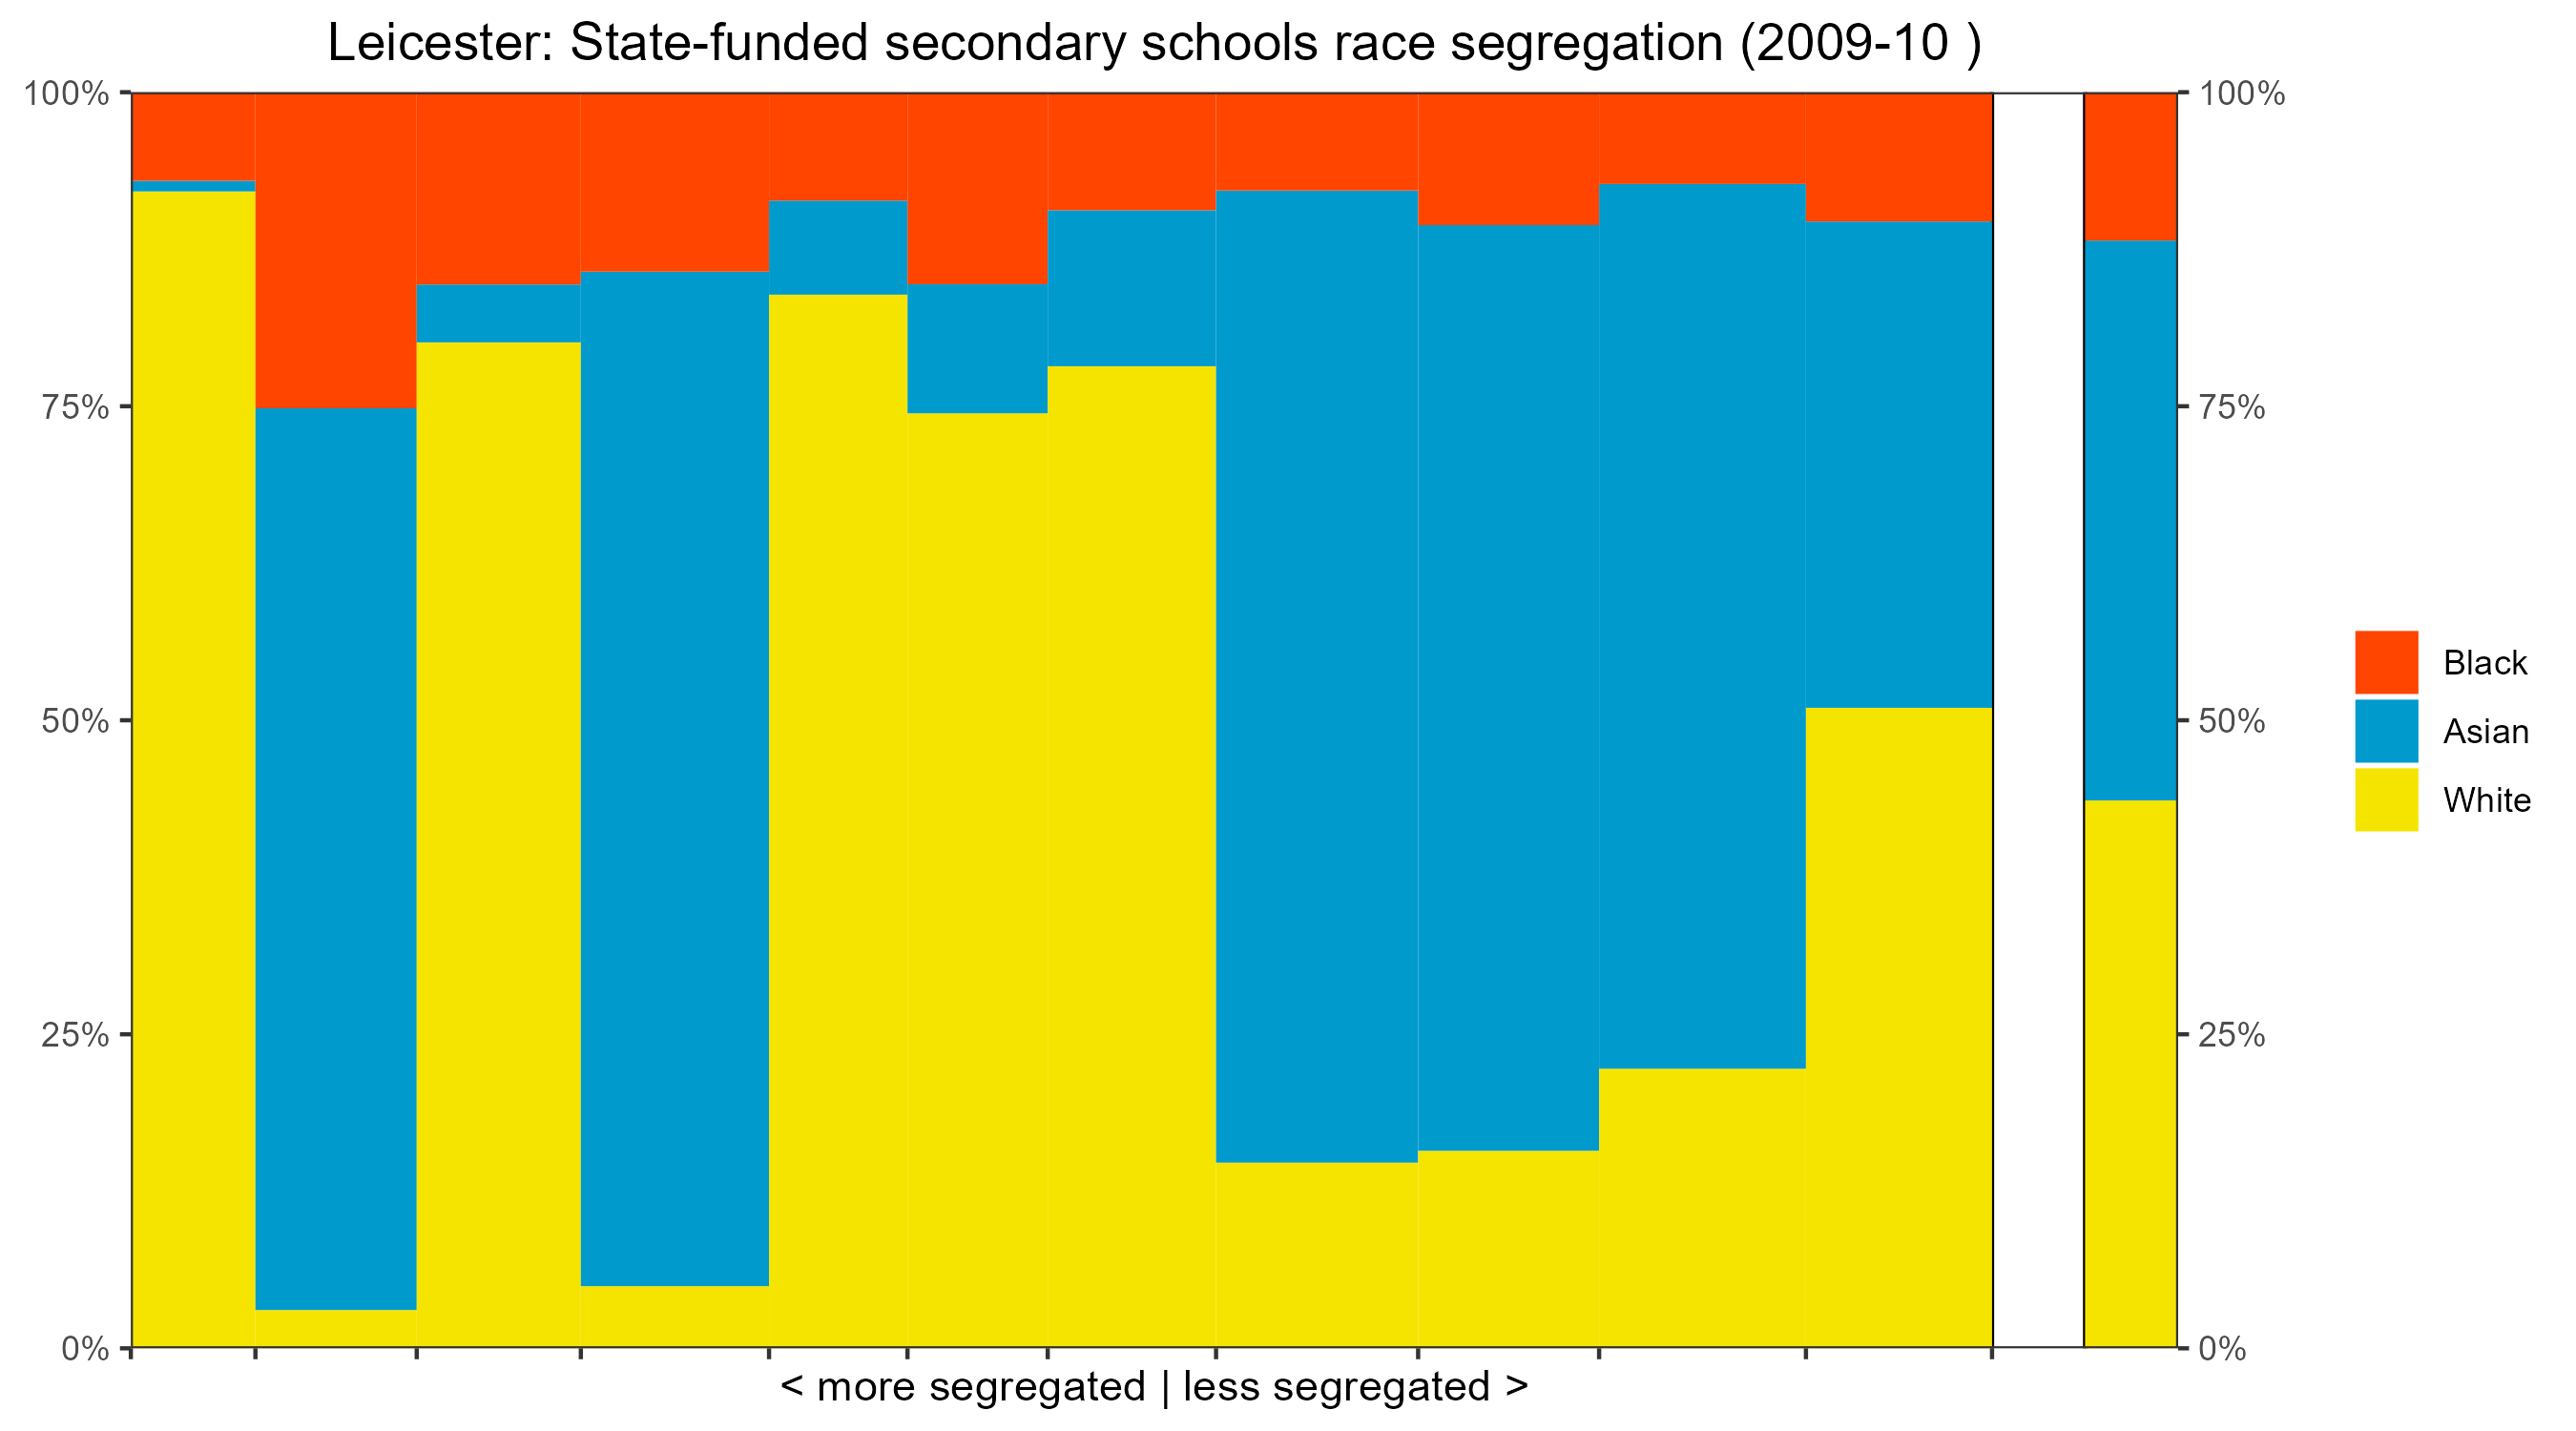 Leicester: State-funded secondary schools race segregation (2009-10 )
100%
75%
50%
25%
0%
100%
75%
50%
25%
0%
< more segregated | less segregated >
Black
Asian
White